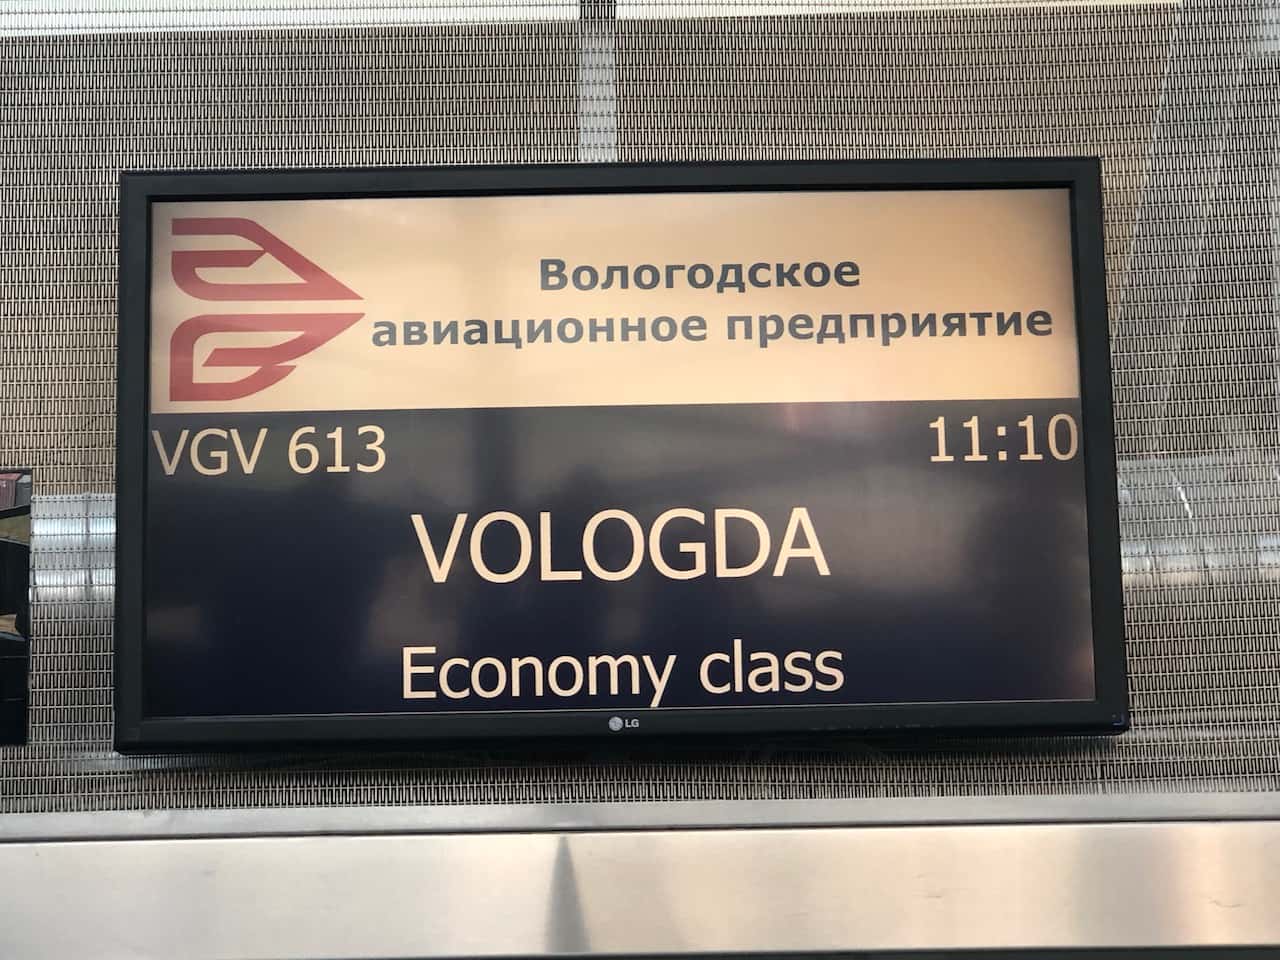 Вологодское
авиационное предприятие
VGV 613 11:10
VOLOGDA
Economy class
LG